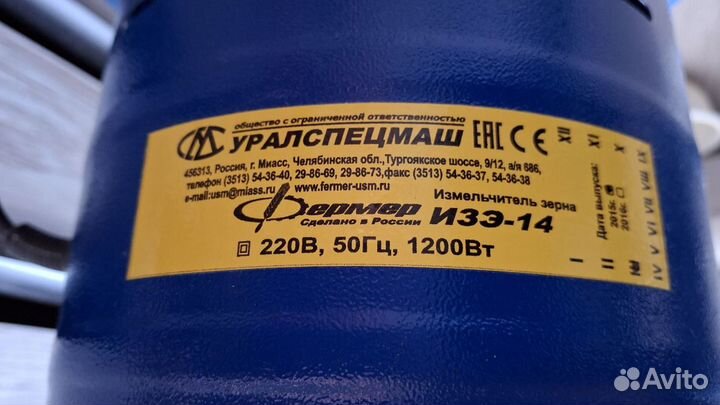 общество с ограниченной ответственностью
УРАЛСПЕЦМАШ
ЕАС CE
456313, Россия, г. Миасс, Челябинская обл.,Тургоякское шоссе, 9/12, а/я 686,
телефон (3513) 54-36-40, 29-86-69, 29-86-73,факс (3513) 54-36-37, 54-36-38
e-mail:usm@miass.ru www.fermer-usm.ru
Измельчитель зерна
Фермер ИЗЭ-14
Сделано в России
220В, 50Гц, 1200Вт
Дата выпуска:
2015г.
2016г.
I II III IV V VI VII VIII IX X XI XII
Avito